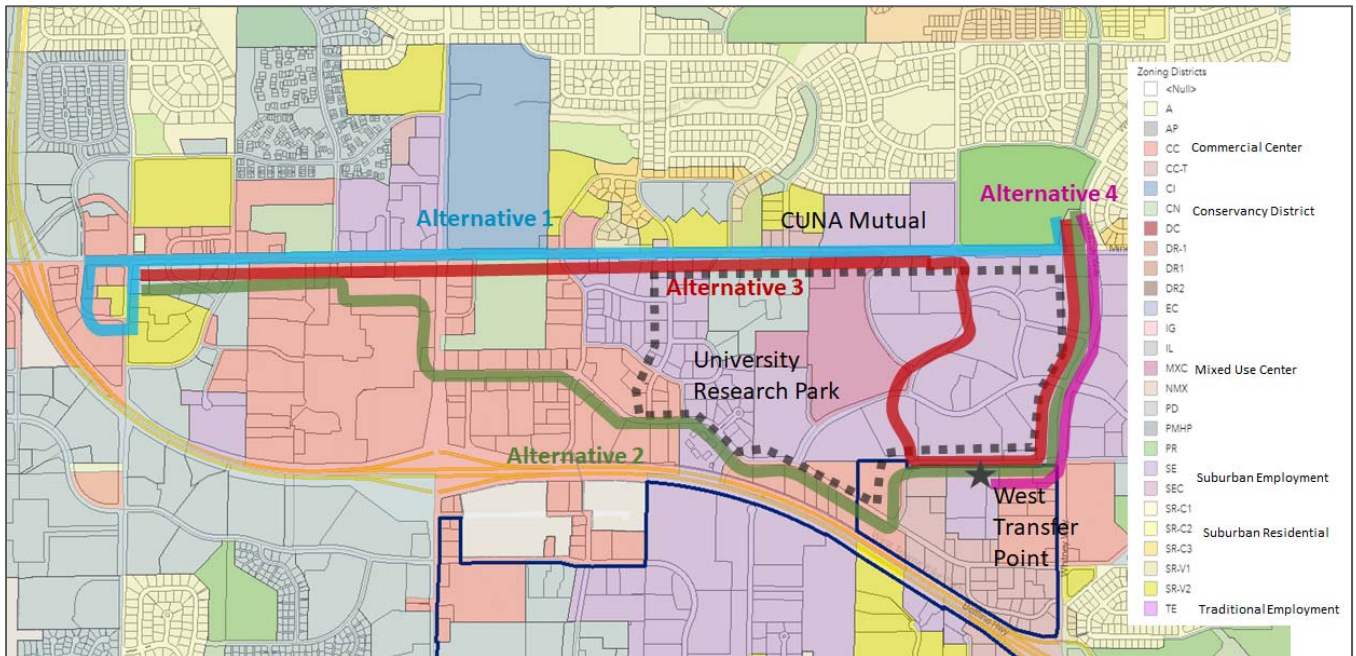 Zoning Districts
<Null>
A
AP
CC Commercial Center
CC-T
CI
CN Conservancy District
DC
DR-1
DR1
DR2
EC
IG
IL
MXC Mixed Use Center
NMX
PD
PMHP
PR
SE Suburban Employment
SEC
SR-C1
SR-C2 Suburban Residential
SR-C3
SR-V1
SR-V2
TE Traditional Employment
Alternative 4
Alternative 1
CUNA Mutual
Alternative 3
University
Research Park
Alternative 2
West
Transfer
Point